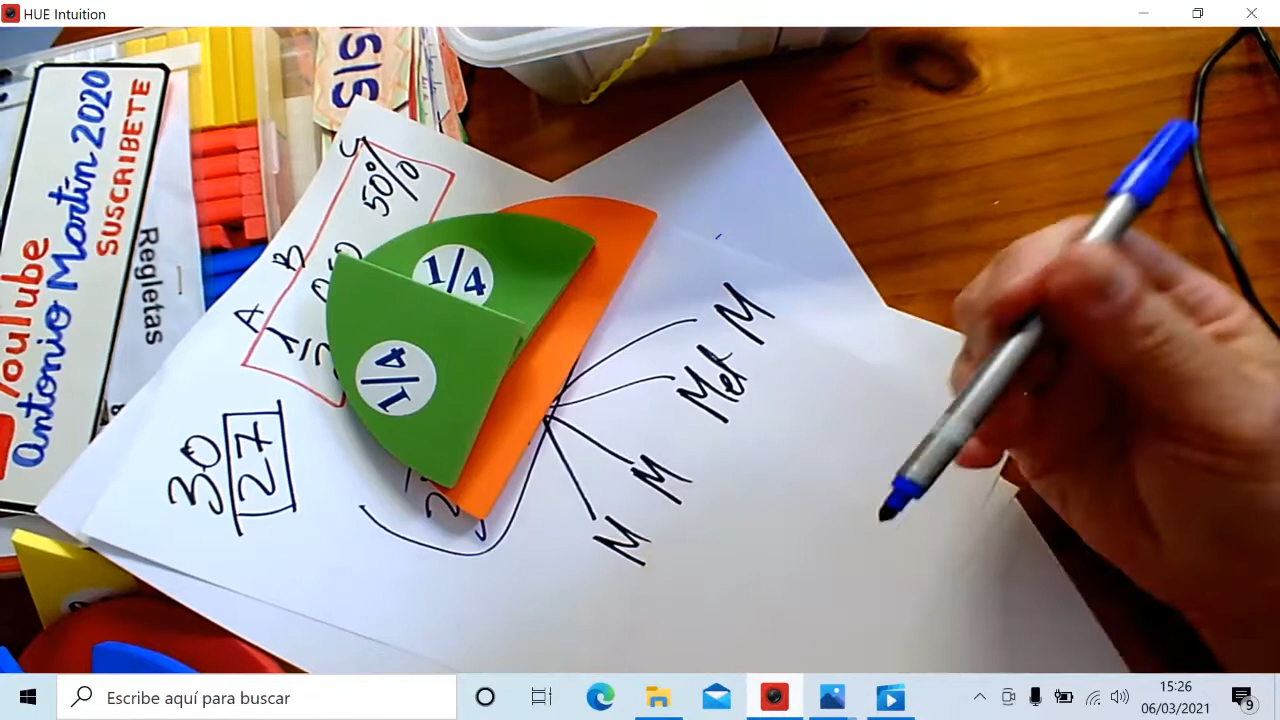 HUE Intuition
YouTube
Antonio Martín 2020
SUSCRIBETE
Regletas
SIS
A
B
C
1
50%
30
27
1/4
1/4
M
M
Met
M
Escribe aquí para buscar
15:26
06/03/2021
9